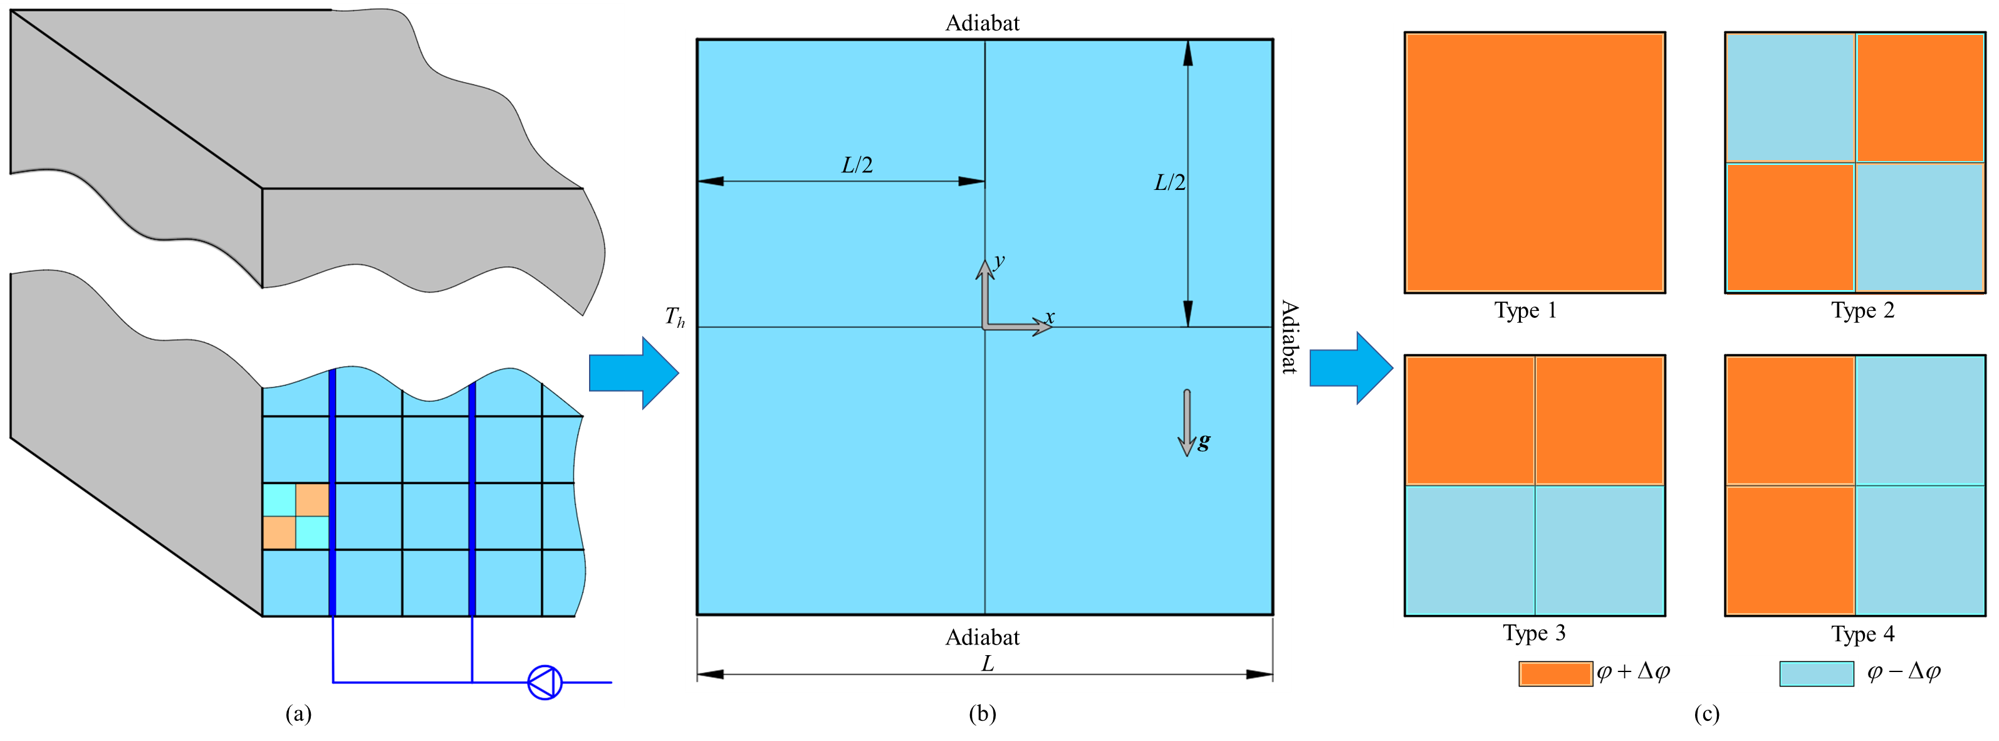 Adiabat
L/2
L/2
y
x
T_h
Adiabat
g
Adiabat
L
Type 1
Type 2
Type 3
Type 4
φ + Δφ
φ − Δφ
(a)
(b)
(c)